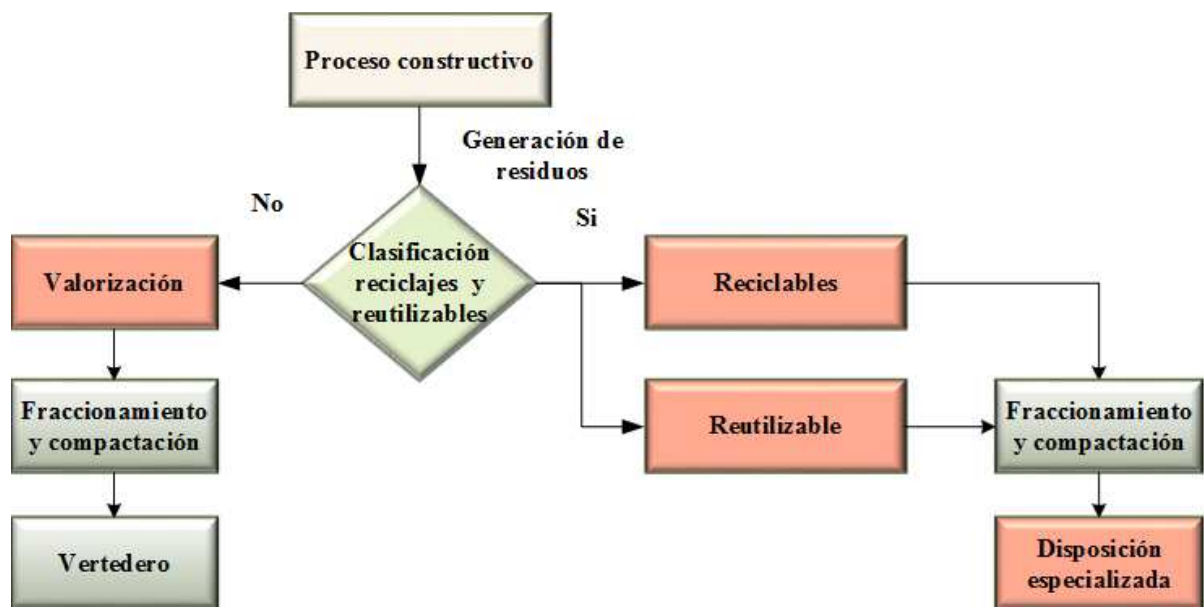 Proceso constructivo
Generación de
residuos
No
Si
Clasificación
reciclajes y
reutilizables
Valorización
Reciclables
Fraccionamiento
y compactación
Reutilizable
Fraccionamiento
y compactación
Vertedero
Disposición
especializada